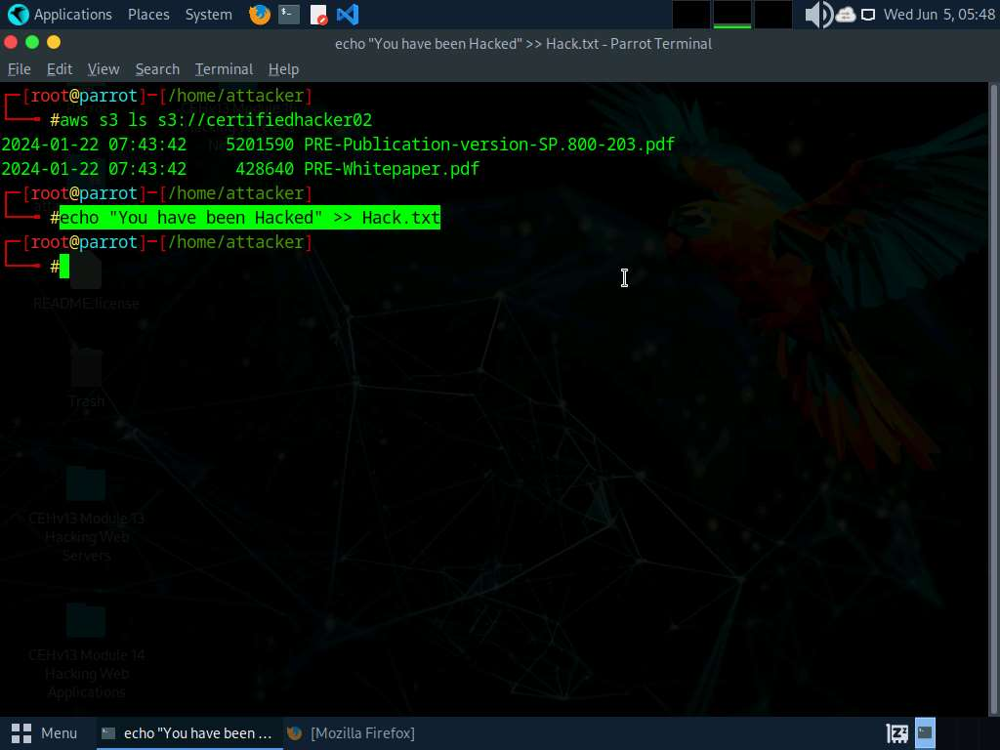 Applications Places System Wed Jun 5, 05:48
echo "You have been Hacked" >> Hack.txt - Parrot Terminal
File Edit View Search Terminal Help
┌─[root@parrot]─[/home/attacker]
└──╼ #aws s3 ls s3://certifiedhacker02
2024-01-22 07:43:42    5201590 PRE-Publication-version-SP.800-203.pdf
2024-01-22 07:43:42     428640 PRE-Whitepaper.pdf
┌─[root@parrot]─[/home/attacker]
└──╼ #echo "You have been Hacked" >> Hack.txt
┌─[root@parrot]─[/home/attacker]
└──╼ #
README.license
Trash
CEHv13 Module 13
Hacking Web
Servers
CEHv13 Module 14
Hacking Web
Applications
Menu echo "You have been ... [Mozilla Firefox]